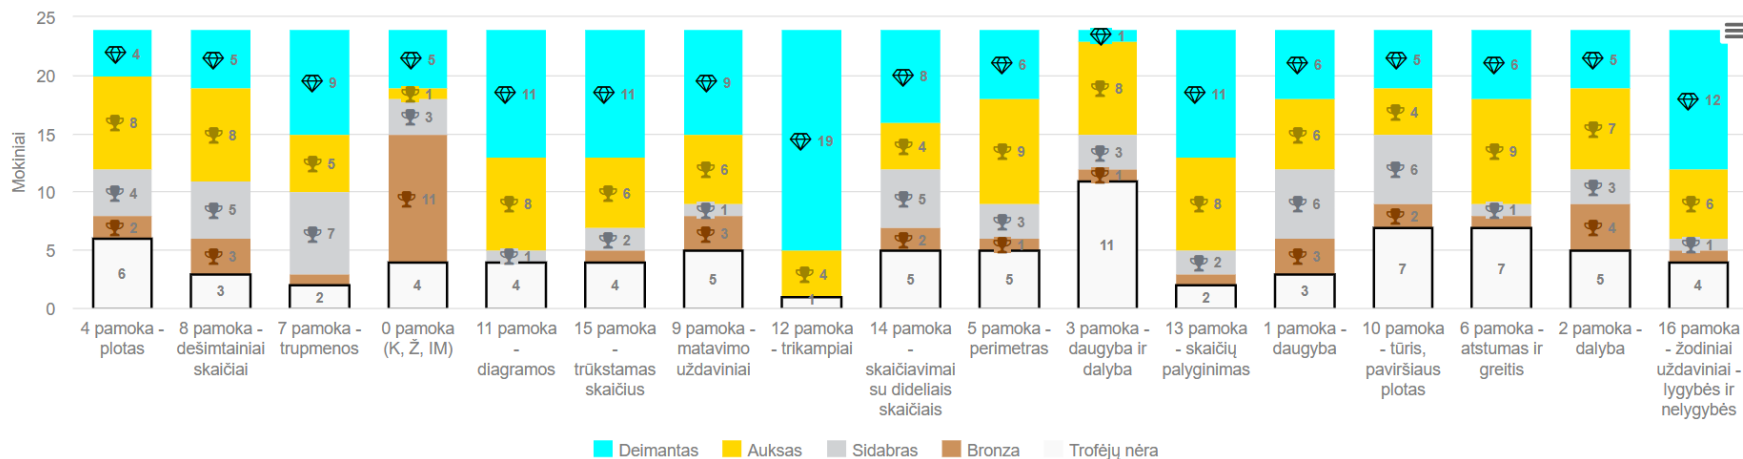 25
20
15
10
5
0
Mokiniai
4
8
4
2
6
5
8
5
3
3
9
5
7
2
5
1
3
11
4
11
8
1
4
11
6
2
4
9
6
1
3
5
19
4
1
8
4
5
2
5
6
9
3
1
5
1
8
3
1
11
11
8
2
2
6
6
6
3
3
5
4
6
2
7
6
9
1
7
5
7
3
4
5
12
6
1
4
4 pamoka -
plotas
8 pamoka -
dešimtainiai
skaičiai
7 pamoka -
trupmenos
0 pamoka
(K, Ž, IM)
11 pamoka
-
diagramos
15 pamoka
-
trūkstamas
skaičius
9 pamoka -
matavimo
uždaviniai
12 pamoka
- trikampiai
14 pamoka
-
skaičiavimai
su dideliais
skaičiais
5 pamoka -
perimetras
3 pamoka -
daugyba ir
dalyba
13 pamoka
- skaičių
palyginimas
1 pamoka -
daugyba
10 pamoka
- tūris,
paviršiaus
plotas
6 pamoka -
atstumas ir
greitis
2 pamoka -
dalyba
16 pamoka
- žodiniai
uždaviniai -
lygybės ir
nelygybės
Deimantas Auksas Sidabras Bronza Trofėjų nėra